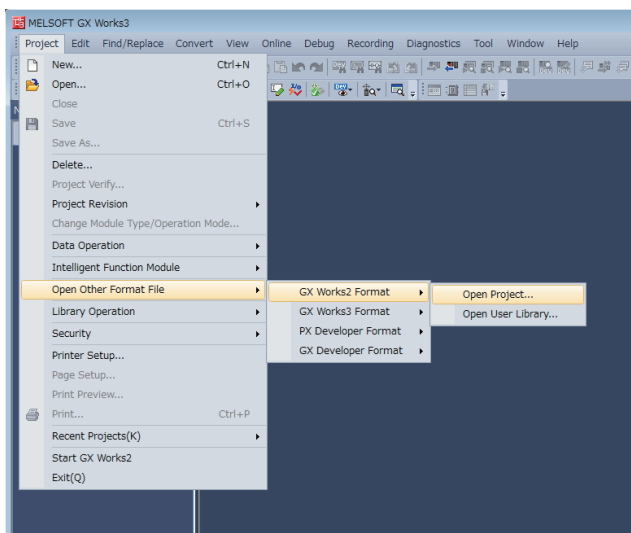 MELSOFT GX Works3
Project Edit Find/Replace Convert View Online Debug Recording Diagnostics Tool Window Help
New... Ctrl+N
Open... Ctrl+O
Close
Save Ctrl+S
Save As...
Delete...
Project Verify...
Project Revision
Change Module Type/Operation Mode...
Data Operation
Intelligent Function Module
Open Other Format File
GX Works2 Format
Open Project...
Library Operation
GX Works3 Format
Open User Library...
Security
PX Developer Format
Printer Setup...
GX Developer Format
Page Setup...
Print Preview...
Print... Ctrl+P
Recent Projects(K)
Start GX Works2
Exit(Q)